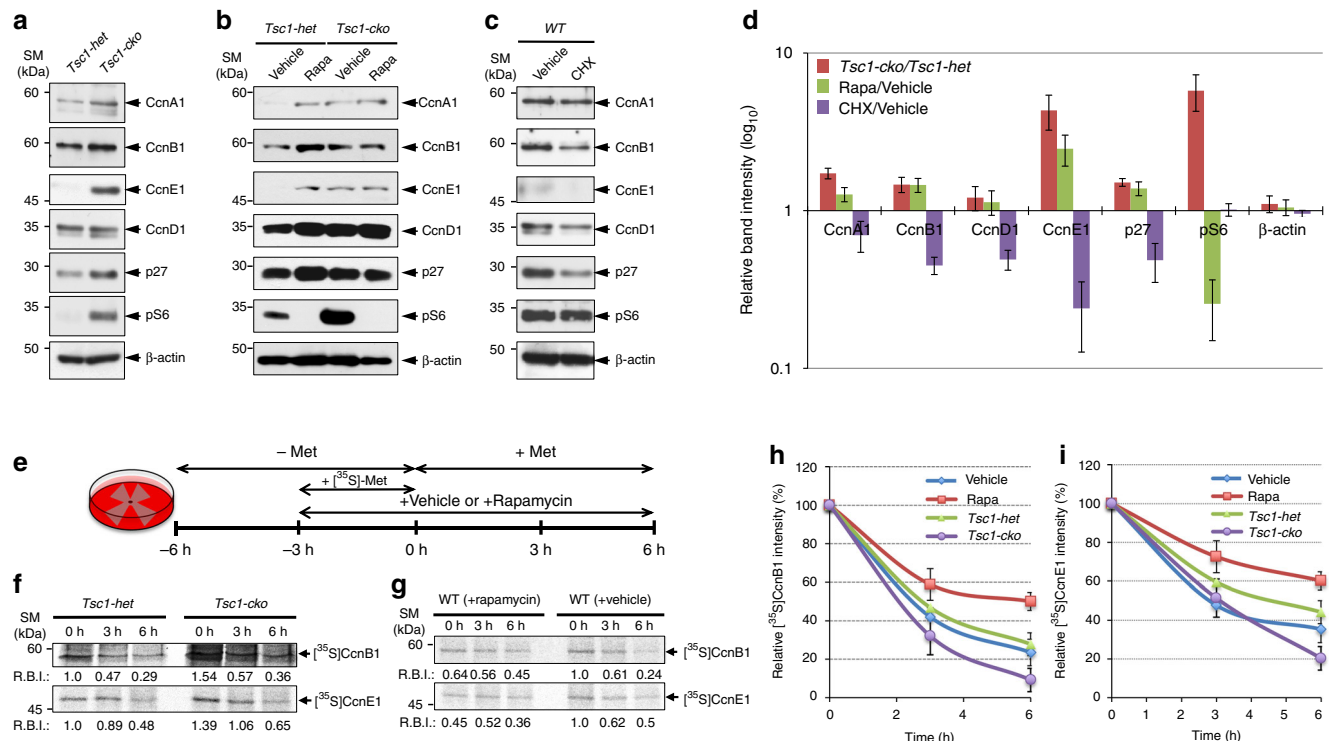 a
Tsc1-het
Tsc1-cko
SM
(kDa)
60
CcnA1
60
CcnB1
CcnE1
45
35
CcnD1
30
p27
35
pS6
50
β-actin
b
Tsc1-het Tsc1-cko
Vehicle Rapa Vehicle Rapa
SM
(kDa)
60
CcnA1
60
CcnB1
CcnE1
45
35
CcnD1
30
p27
35
pS6
50
β-actin
c
WT
Vehicle CHX
SM
(kDa)
60
CcnA1
60
CcnB1
CcnE1
45
35
CcnD1
30
p27
35
pS6
50
β-actin
d
Relative band intensity (log10)
10
1
0.1
Tsc1-cko/Tsc1-het
Rapa/Vehicle
CHX/Vehicle
CcnA1 CcnB1 CcnD1 CcnE1 p27 pS6 β-actin
e
– Met + Met
+ [35S]-Met
+Vehicle or +Rapamycin
–6 h –3 h 0 h 3 h 6 h
f
Tsc1-het Tsc1-cko
SM
(kDa)
0 h 3 h 6 h 0 h 3 h 6 h
60
[35S]CcnB1
R.B.I.: 1.0 0.47 0.29 1.54 0.57 0.36
[35S]CcnE1
45
R.B.I.: 1.0 0.89 0.48 1.39 1.06 0.65
g
WT (+rapamycin) WT (+vehicle)
SM
(kDa)
0 h 3 h 6 h 0 h 3 h 6 h
60
[35S]CcnB1
R.B.I.: 0.64 0.56 0.45 1.0 0.61 0.24
[35S]CcnE1
45
R.B.I.: 0.45 0.52 0.36 1.0 0.62 0.5
h
Relative [35S]CcnB1 intensity (%)
120
100
80
60
40
20
0
Vehicle
Rapa
Tsc1-het
Tsc1-cko
0 2 4 6
Time (h)
i
Relative [35S]CcnE1 intensity (%)
120
100
80
60
40
20
0
Vehicle
Rapa
Tsc1-het
Tsc1-cko
0 1 2 3 4 5 6
Time (h)